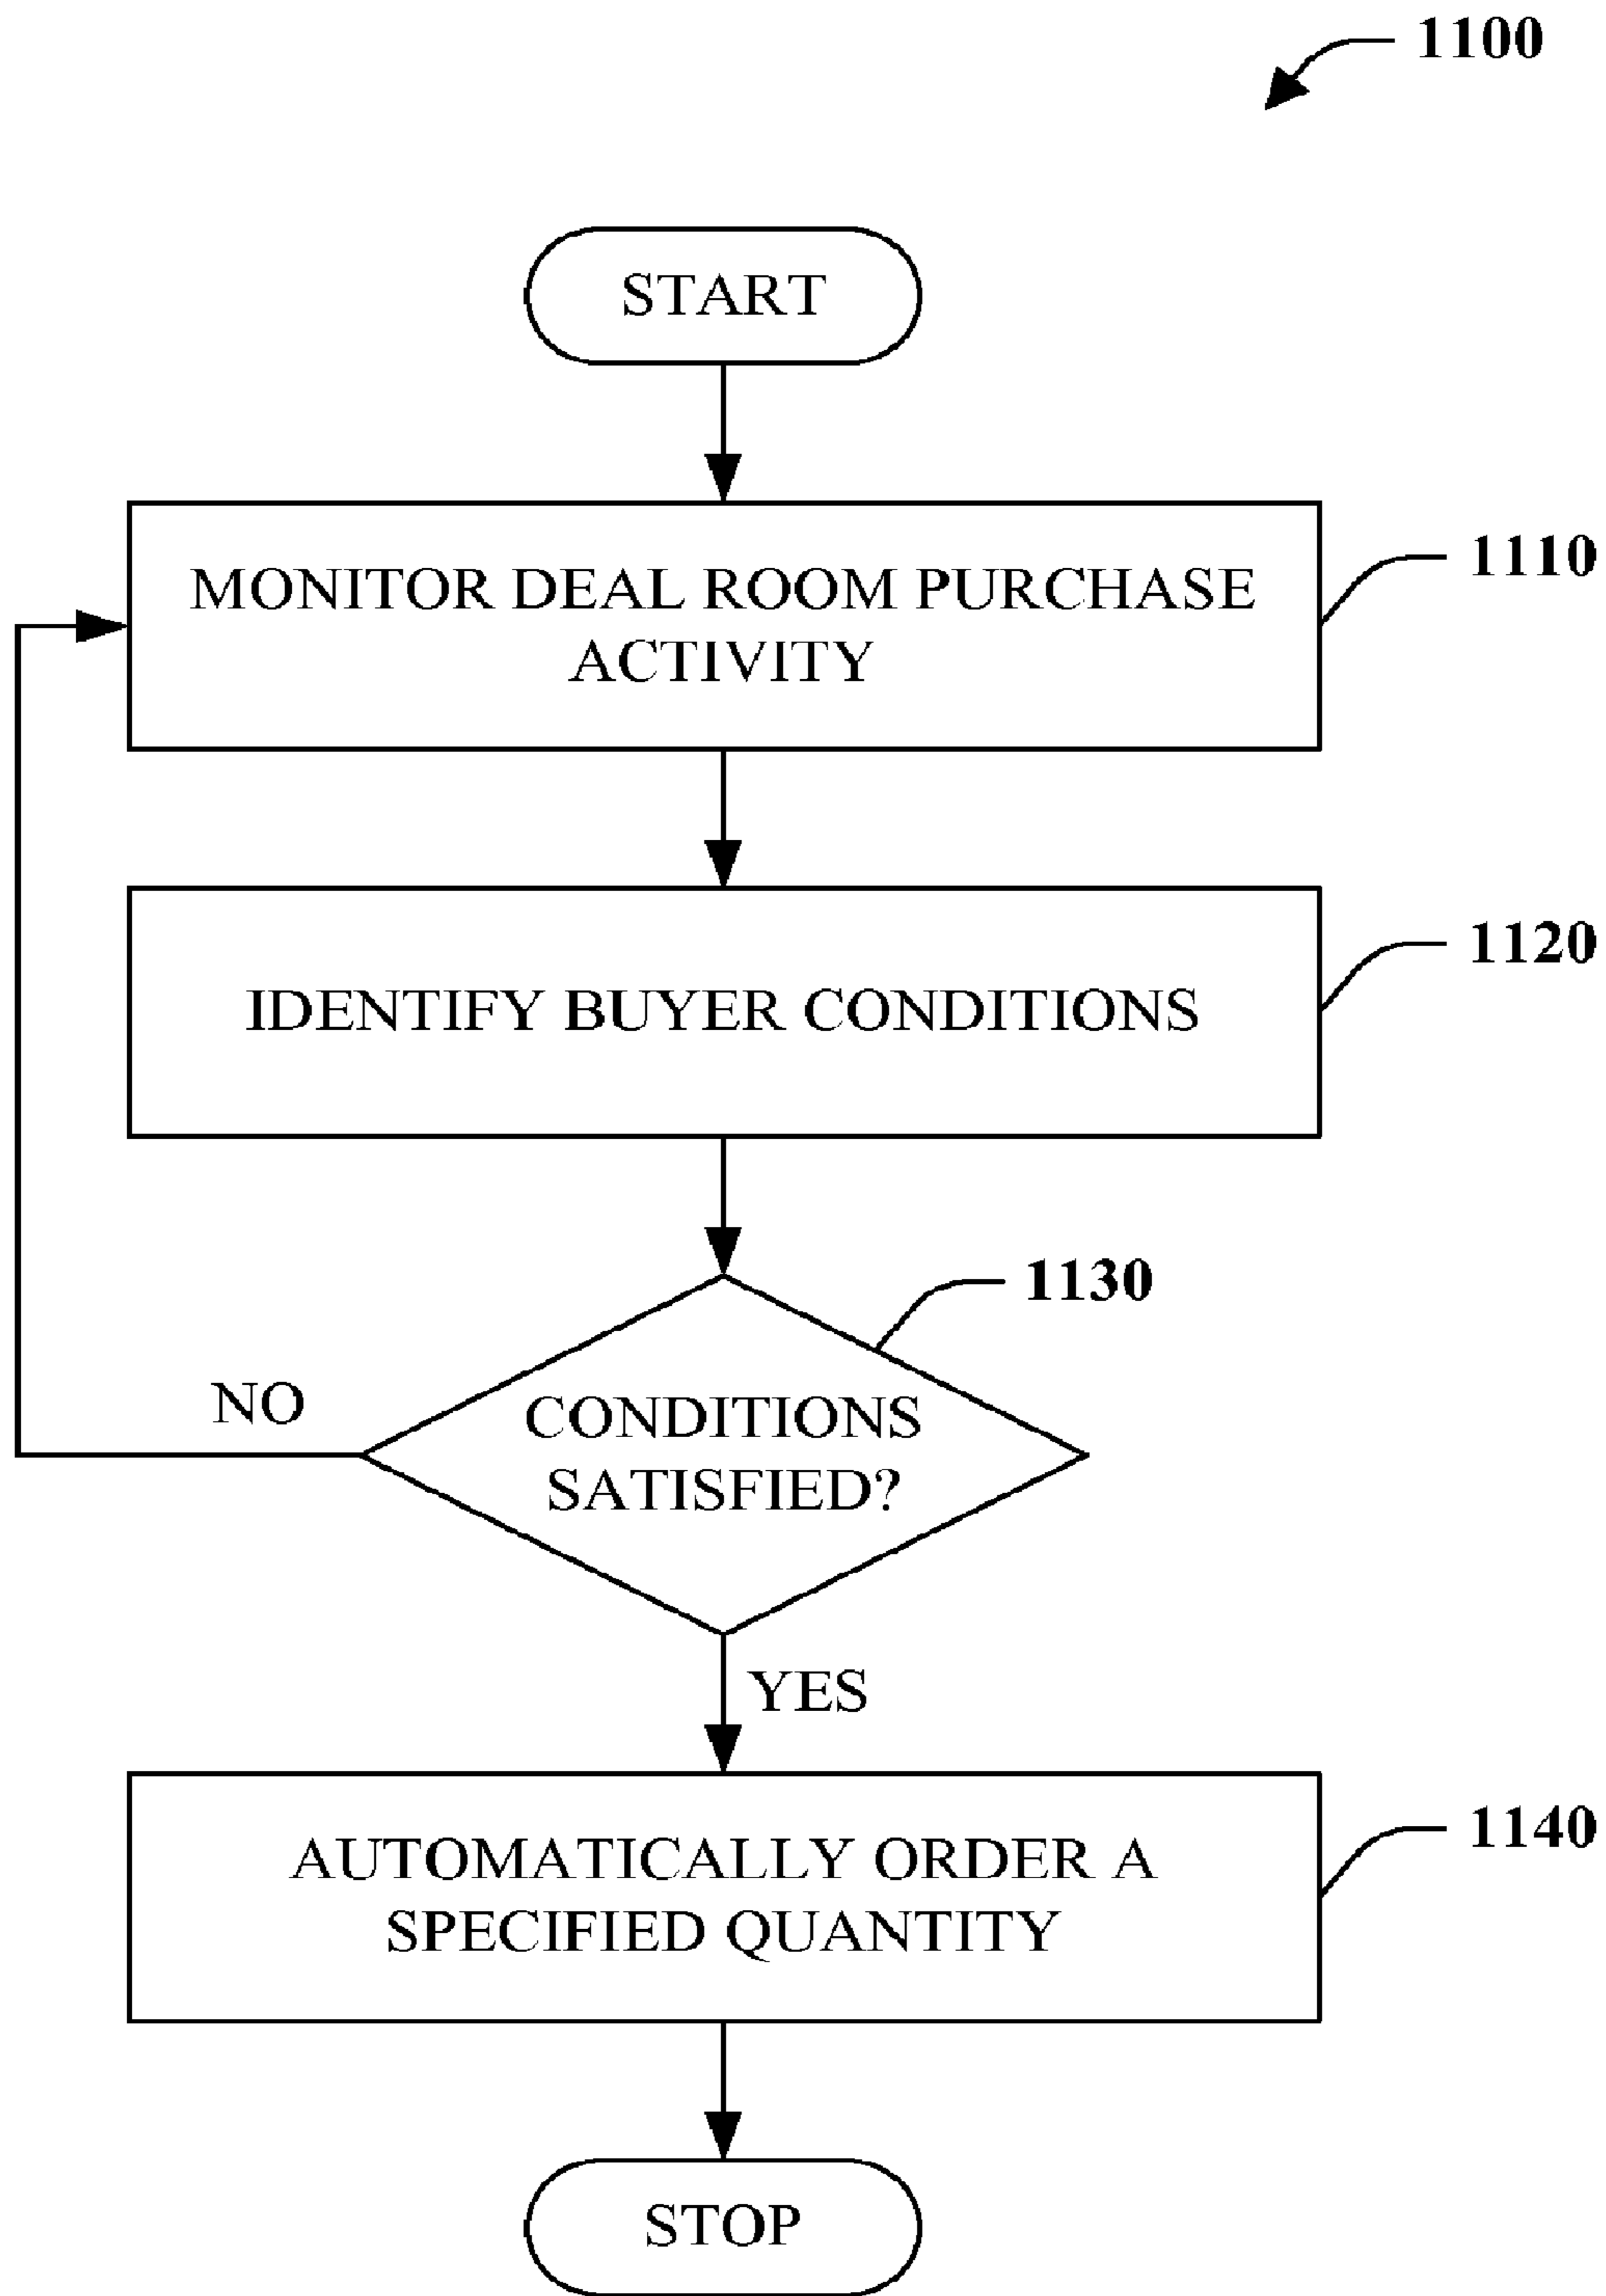 1100
START
MONITOR DEAL ROOM PURCHASE
ACTIVITY
1110
IDENTIFY BUYER CONDITIONS
1120
CONDITIONS
SATISFIED?
1130
NO
YES
AUTOMATICALLY ORDER A
SPECIFIED QUANTITY
1140
STOP